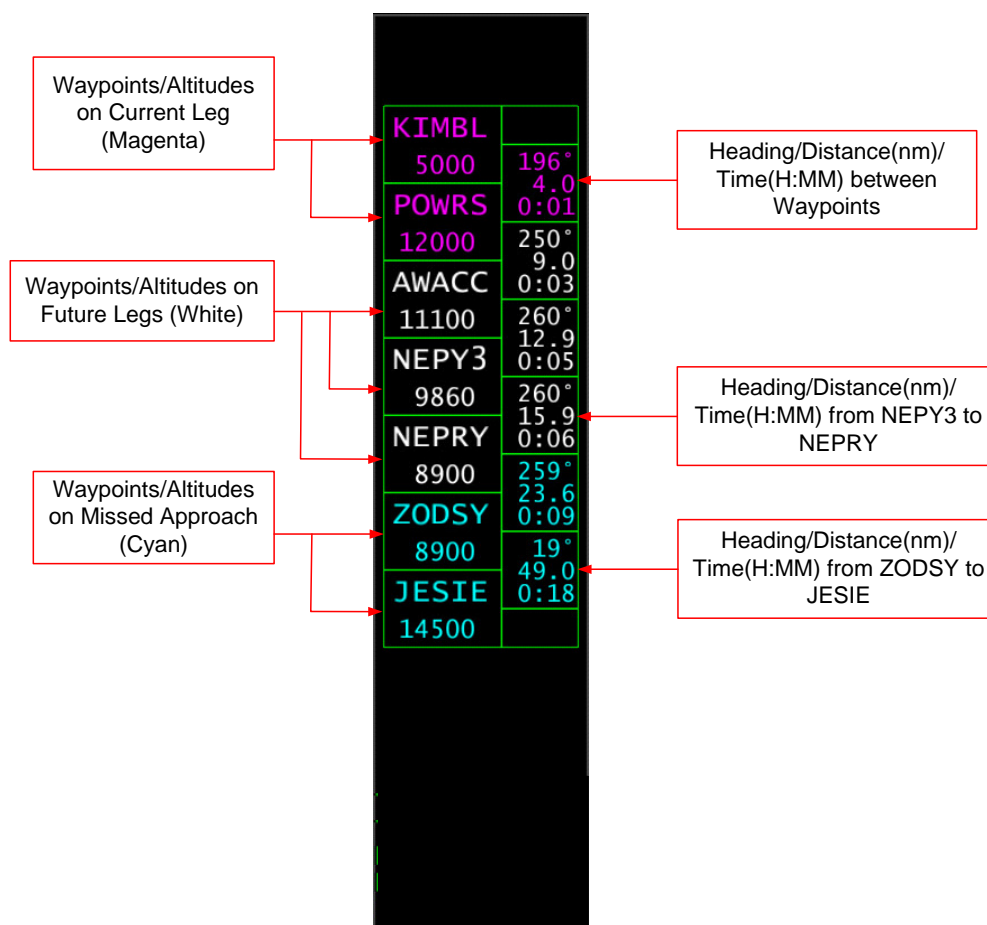 Waypoints/Altitudes
on Current Leg
(Magenta)
Waypoints/Altitudes on
Future Legs (White)
Waypoints/Altitudes
on Missed Approach
(Cyan)
KIMBL
5000
POWRS
12000
AWACC
11100
NEPY3
9860
NEPRY
8900
ZODSY
8900
JESIE
14500
196°
4.0
0:01
250°
9.0
0:03
260°
12.9
0:05
260°
15.9
0:06
259°
23.6
0:09
19°
49.0
0:18
Heading/Distance(nm)/
Time(H:MM) between
Waypoints
Heading/Distance(nm)/
Time(H:MM) from NEPY3 to
NEPRY
Heading/Distance(nm)/
Time(H:MM) from ZODSY to
JESIE